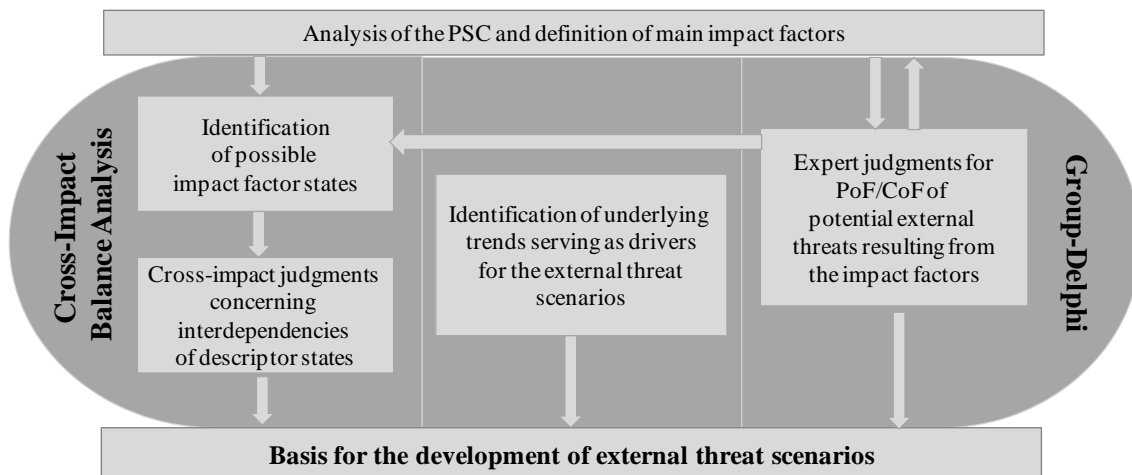 Analysis of the PSC and definition of main impact factors
Cross-Impact
Balance Analysis
Identification
of possible
impact factor states
Cross-impact judgments
concerning
interdependencies
of descriptor states
Identification of underlying
trends serving as drivers
for the external threat
scenarios
Expert judgments for
PoF/CoF of
potential external
threats resulting from
the impact factors
Group-Delphi
Basis for the development of external threat scenarios